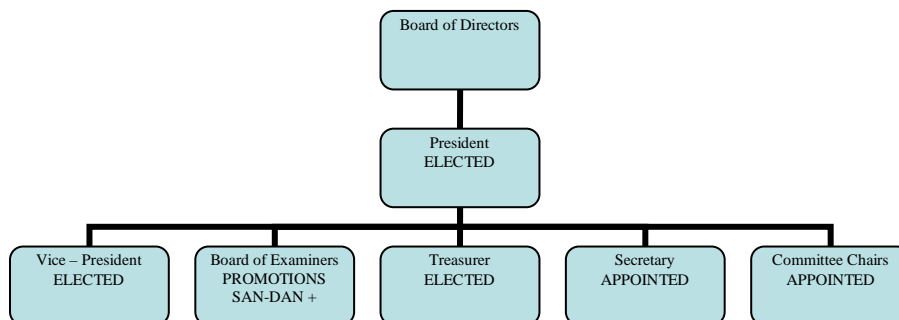 Board of Directors
President
ELECTED
Vice – President
ELECTED
Board of Examiners
PROMOTIONS
SAN-DAN +
Treasurer
ELECTED
Secretary
APPOINTED
Committee Chairs
APPOINTED